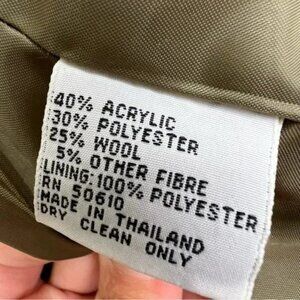 40% ACRYLIC
30% POLYESTER
25% WOOL
5% OTHER FIBRE
LINING:100% POLYESTER
RN 50610
MADE IN THAILAND
DRY CLEAN ONLY